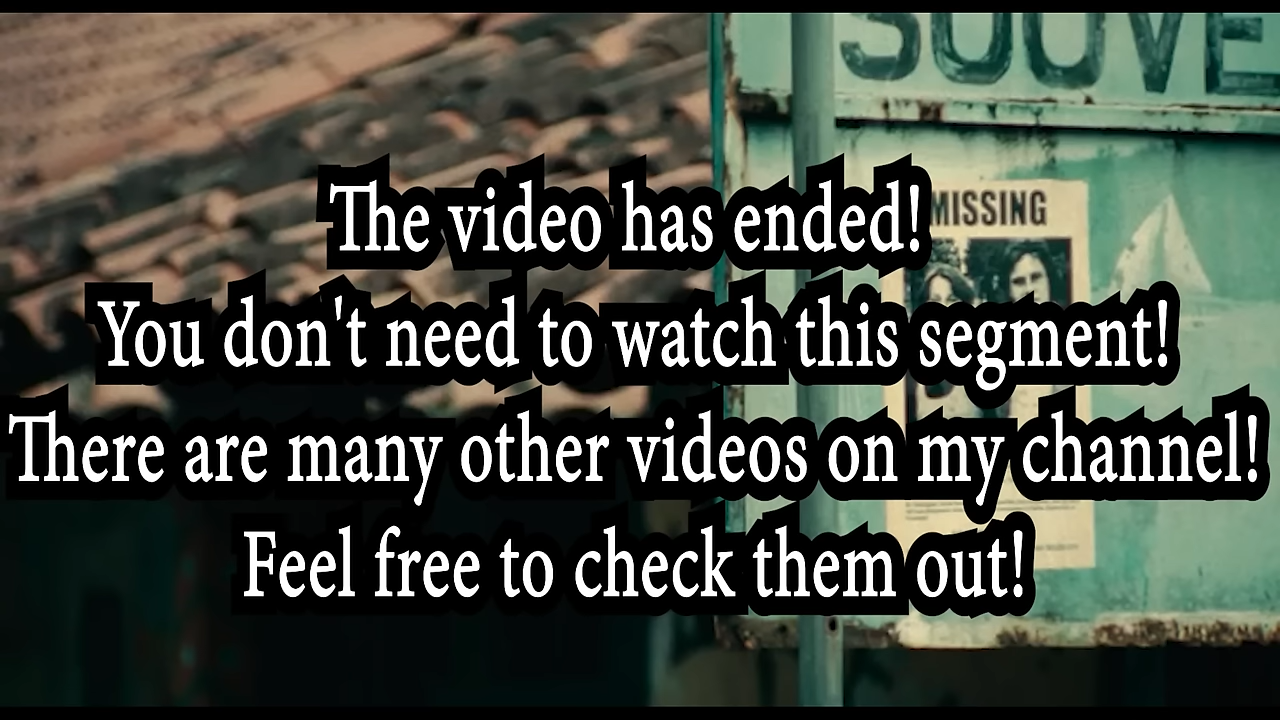 SOUVE
MISSING
The video has ended!
You don't need to watch this segment!
There are many other videos on my channel!
Feel free to check them out!